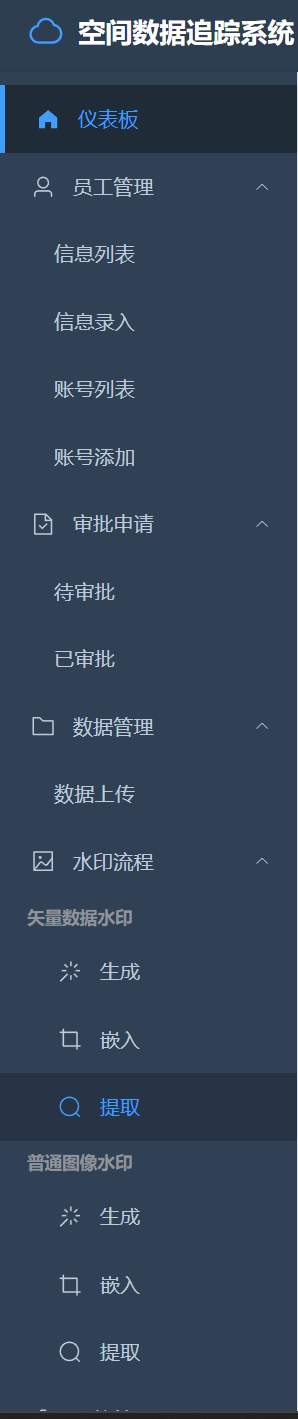 空间数据追踪系统
仪表板
员工管理
信息列表
信息录入
账号列表
账号添加
审批申请
待审批
已审批
数据管理
数据上传
水印流程
矢量数据水印
生成
嵌入
提取
普通图像水印
生成
嵌入
提取